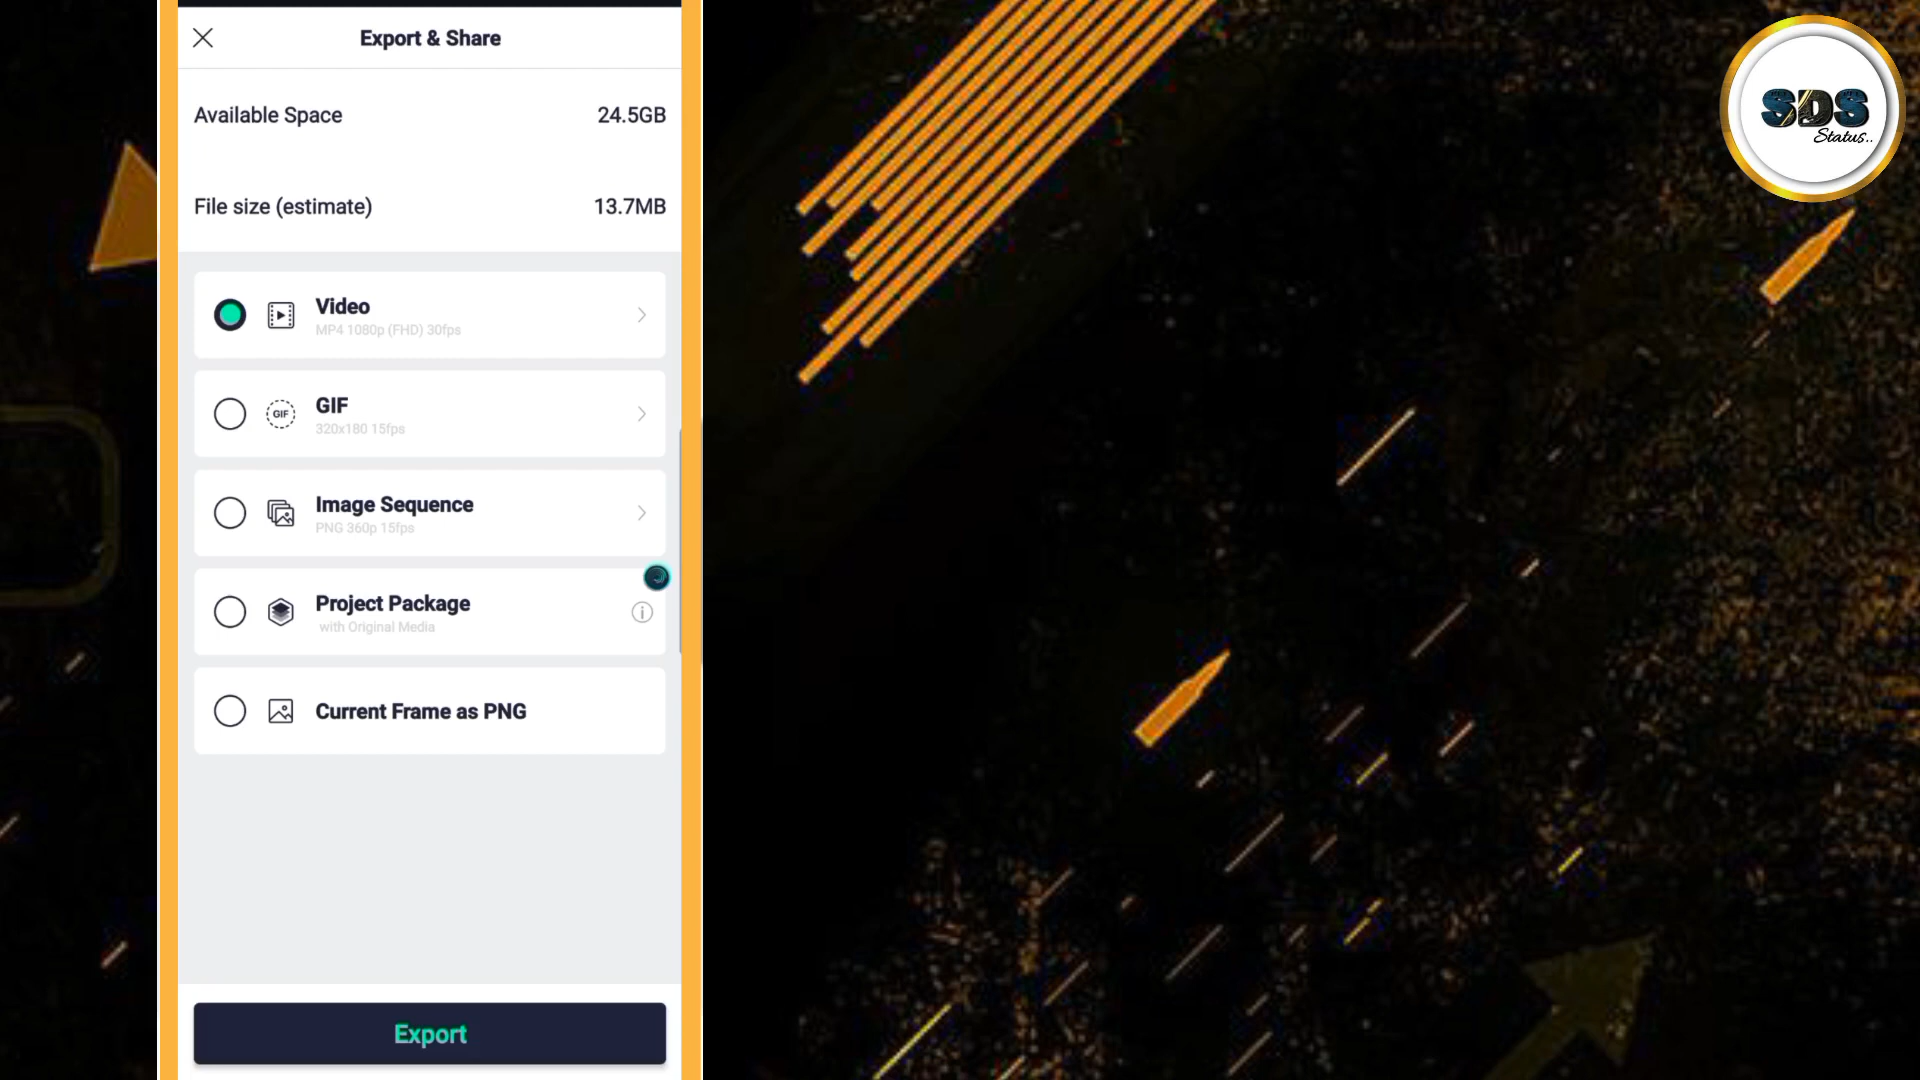 Export & Share
Available Space 24.5GB
File size (estimate) 13.7MB
Video
MP4 1080p (FHD) 30fps
GIF
GIF
320x180 15fps
Image Sequence
PNG 360p 15fps
Project Package
with Original Media
Current Frame as PNG
Export
SDS
Status..